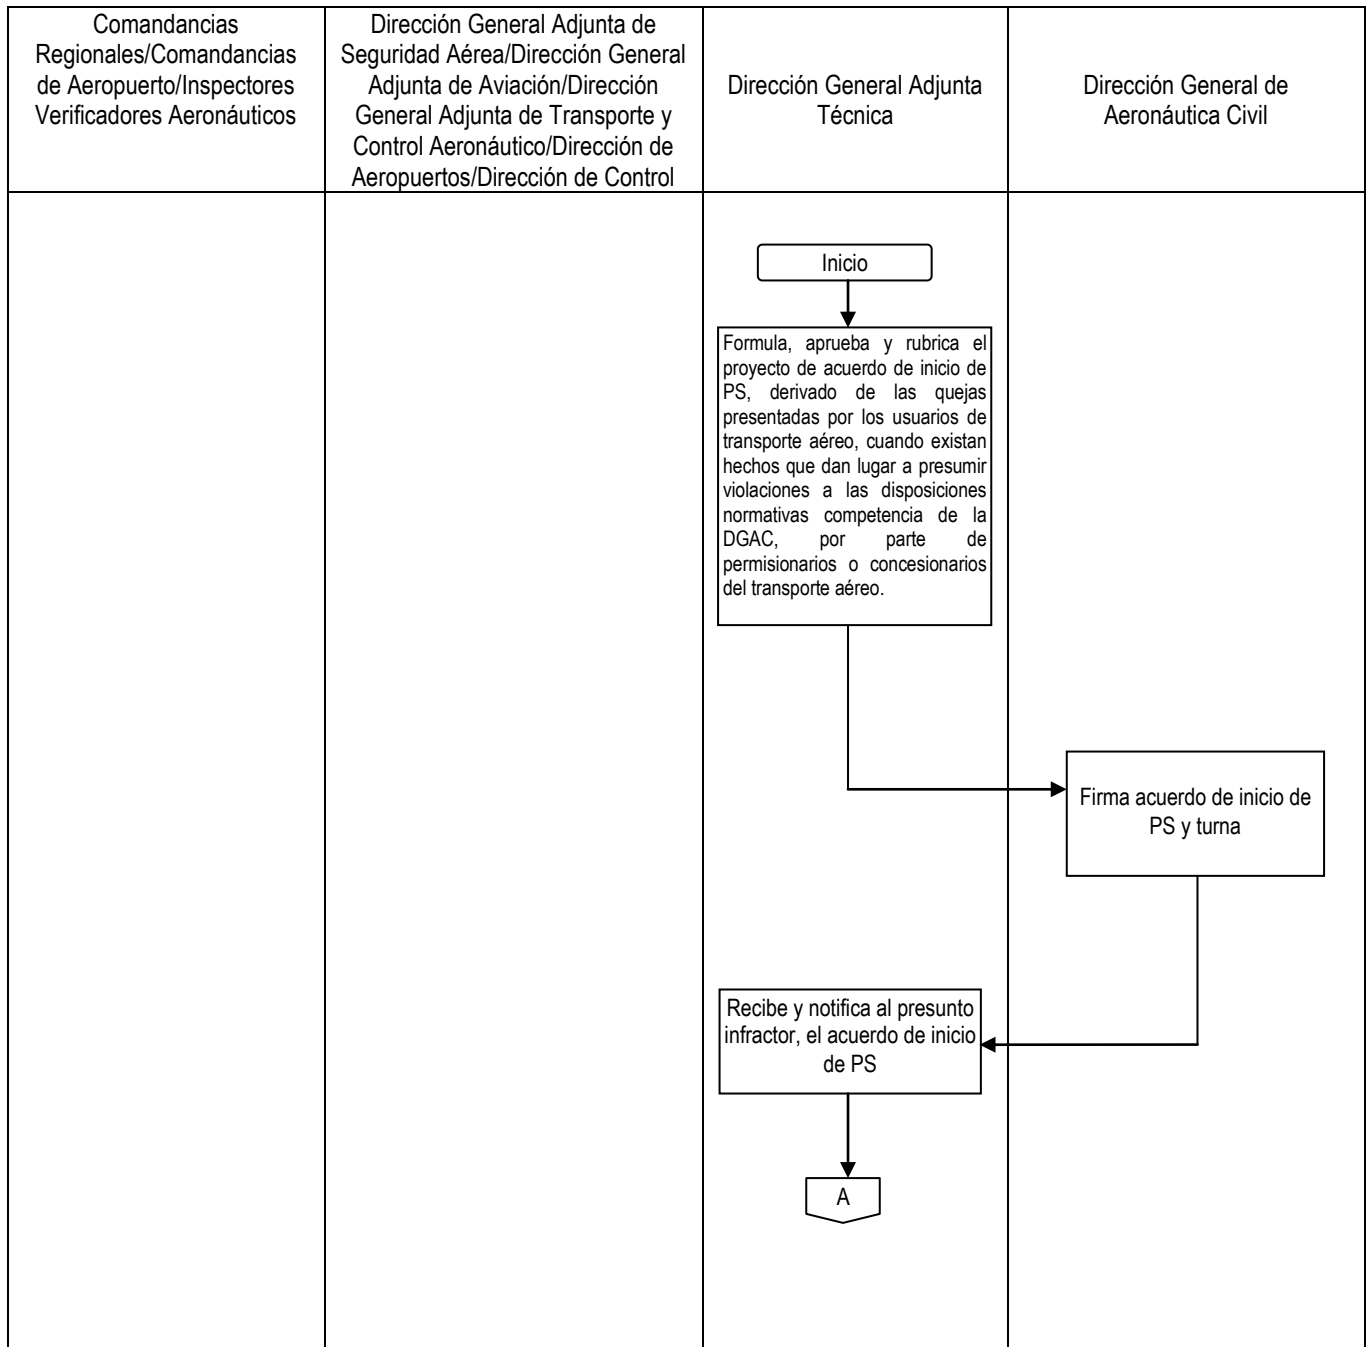 Comandancias
Regionales/Comandancias
de Aeropuerto/Inspectores
Verificadores Aeronáuticos
Dirección General Adjunta de
Seguridad Aérea/Dirección General
Adjunta de Aviación/Dirección
General Adjunta de Transporte y
Control Aeronáutico/Dirección de
Aeropuertos/Dirección de Control
Dirección General Adjunta
Técnica
Dirección General de
Aeronáutica Civil
Inicio
Formula, aprueba y rubrica el
proyecto de acuerdo de inicio de
PS, derivado de las quejas
presentadas por los usuarios de
transporte aéreo, cuando existan
hechos que dan lugar a presumir
violaciones a las disposiciones
normativas competencia de la
DGAC, por parte de
permisionarios o concesionarios
del transporte aéreo.
Firma acuerdo de inicio de
PS y turna
Recibe y notifica al presunto
infractor, el acuerdo de inicio
de PS
A